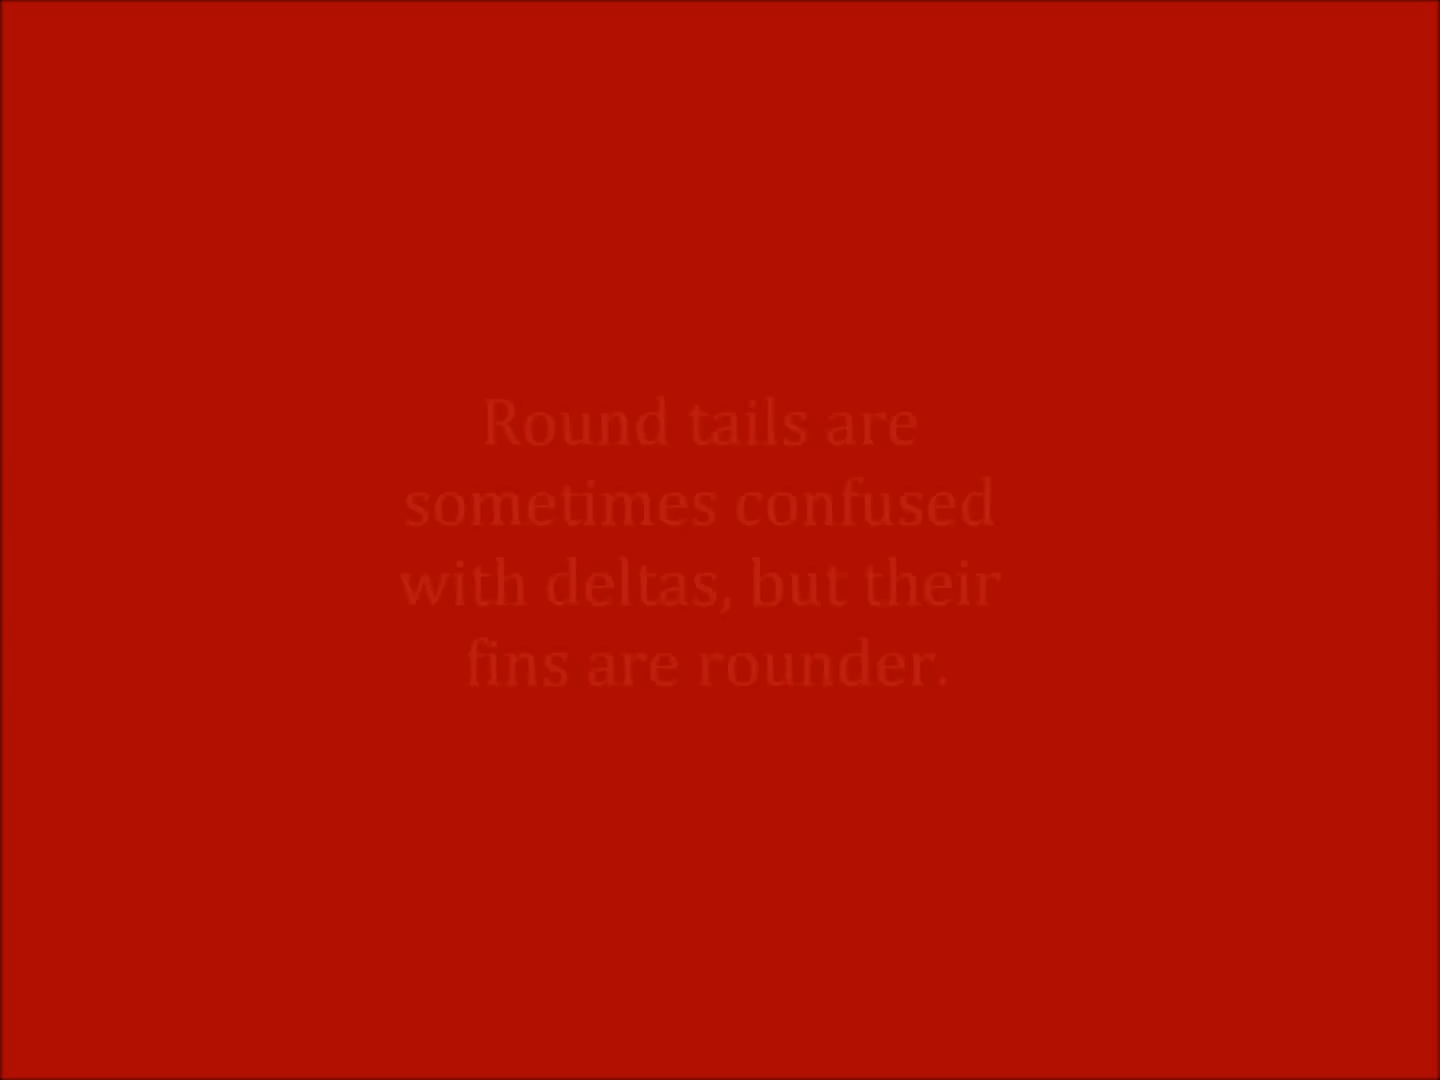 Round tails are
sometimes confused
with deltas, but their
fins are rounder.